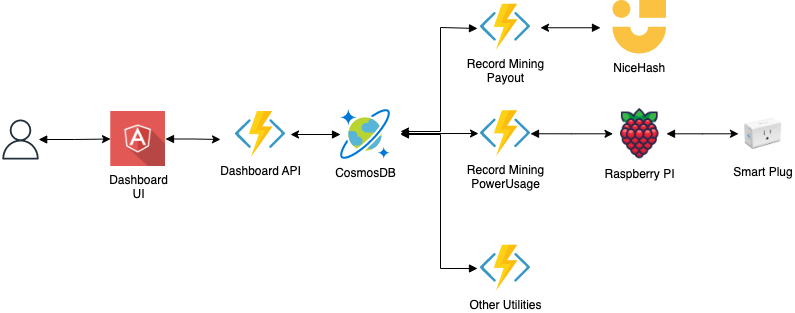 Record Mining
Payout
NiceHash
Dashboard
UI
Dashboard API
CosmosDB
Record Mining
PowerUsage
Raspberry PI
Smart Plug
Other Utilities